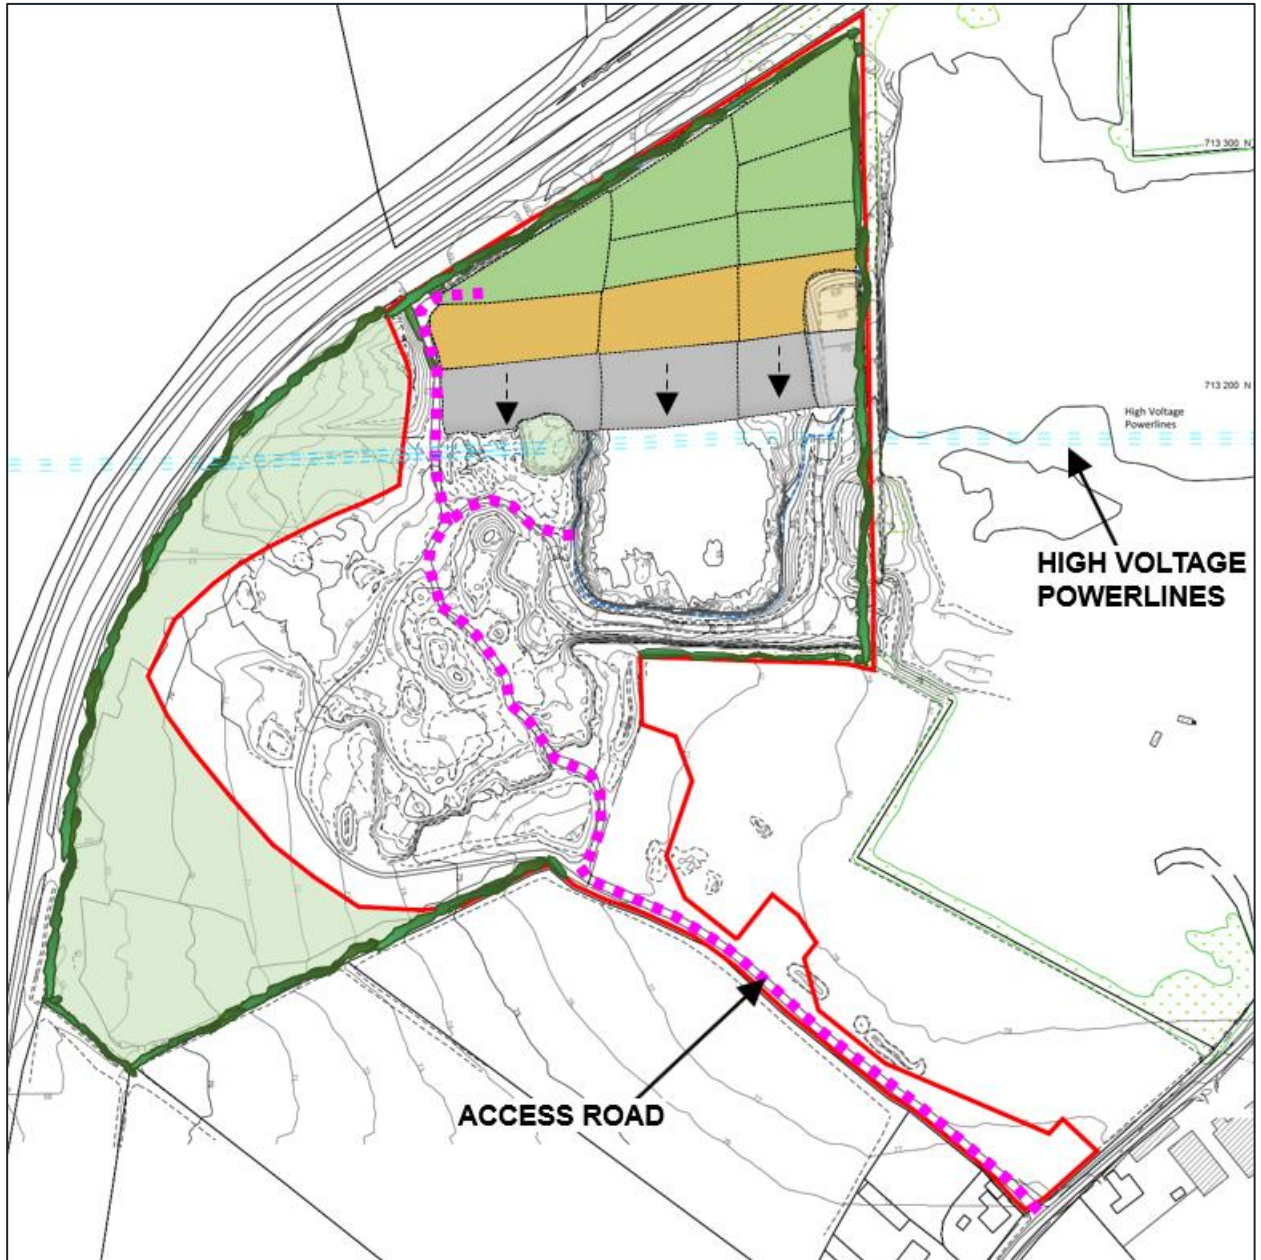 713 300 N
713 200 N
High Voltage
Powerlines
HIGH VOLTAGE
POWERLINES
ACCESS ROAD